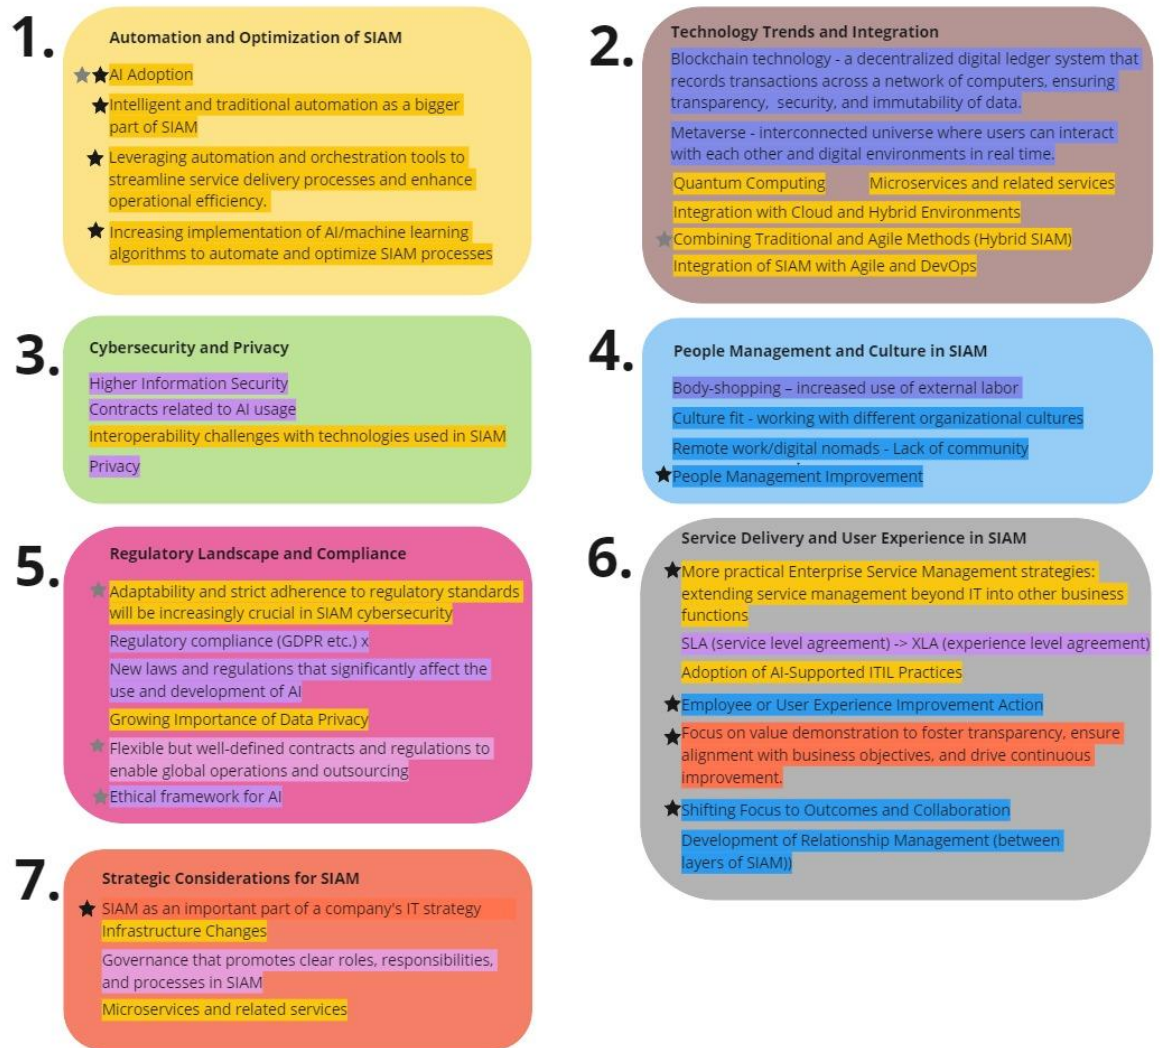 1.
Automation and Optimization of SIAM
AI Adoption
Intelligent and traditional automation as a bigger
part of SIAM
Leveraging automation and orchestration tools to
streamline service delivery processes and enhance
operational efficiency.
Increasing implementation of AI/machine learning
algorithms to automate and optimize SIAM processes
2.
Technology Trends and Integration
Blockchain technology - a decentralized digital ledger system that
records transactions across a network of computers, ensuring
transparency, security, and immutability of data.
Metaverse - interconnected universe where users can interact
with each other and digital environments in real time.
Quantum Computing Microservices and related services
Integration with Cloud and Hybrid Environments
Combining Traditional and Agile Methods (Hybrid SIAM)
Integration of SIAM with Agile and DevOps
3.
Cybersecurity and Privacy
Higher Information Security
Contracts related to AI usage
Interoperability challenges with technologies used in SIAM
Privacy
4.
People Management and Culture in SIAM
Body-shopping – increased use of external labor
Culture fit - working with different organizational cultures
Remote work/digital nomads - Lack of community
People Management Improvement
5.
Regulatory Landscape and Compliance
Adaptability and strict adherence to regulatory standards
will be increasingly crucial in SIAM cybersecurity
Regulatory compliance (GDPR etc.) x
New laws and regulations that significantly affect the
use and development of AI
Growing Importance of Data Privacy
Flexible but well-defined contracts and regulations to
enable global operations and outsourcing
Ethical framework for AI
6.
Service Delivery and User Experience in SIAM
More practical Enterprise Service Management strategies:
extending service management beyond IT into other business
functions
SLA (service level agreement) -> XLA (experience level agreement)
Adoption of AI-Supported ITIL Practices
Employee or User Experience Improvement Action
Focus on value demonstration to foster transparency, ensure
alignment with business objectives, and drive continuous
improvement.
Shifting Focus to Outcomes and Collaboration
Development of Relationship Management (between
layers of SIAM))
7.
Strategic Considerations for SIAM
SIAM as an important part of a company's IT strategy
Infrastructure Changes
Governance that promotes clear roles, responsibilities,
and processes in SIAM
Microservices and related services